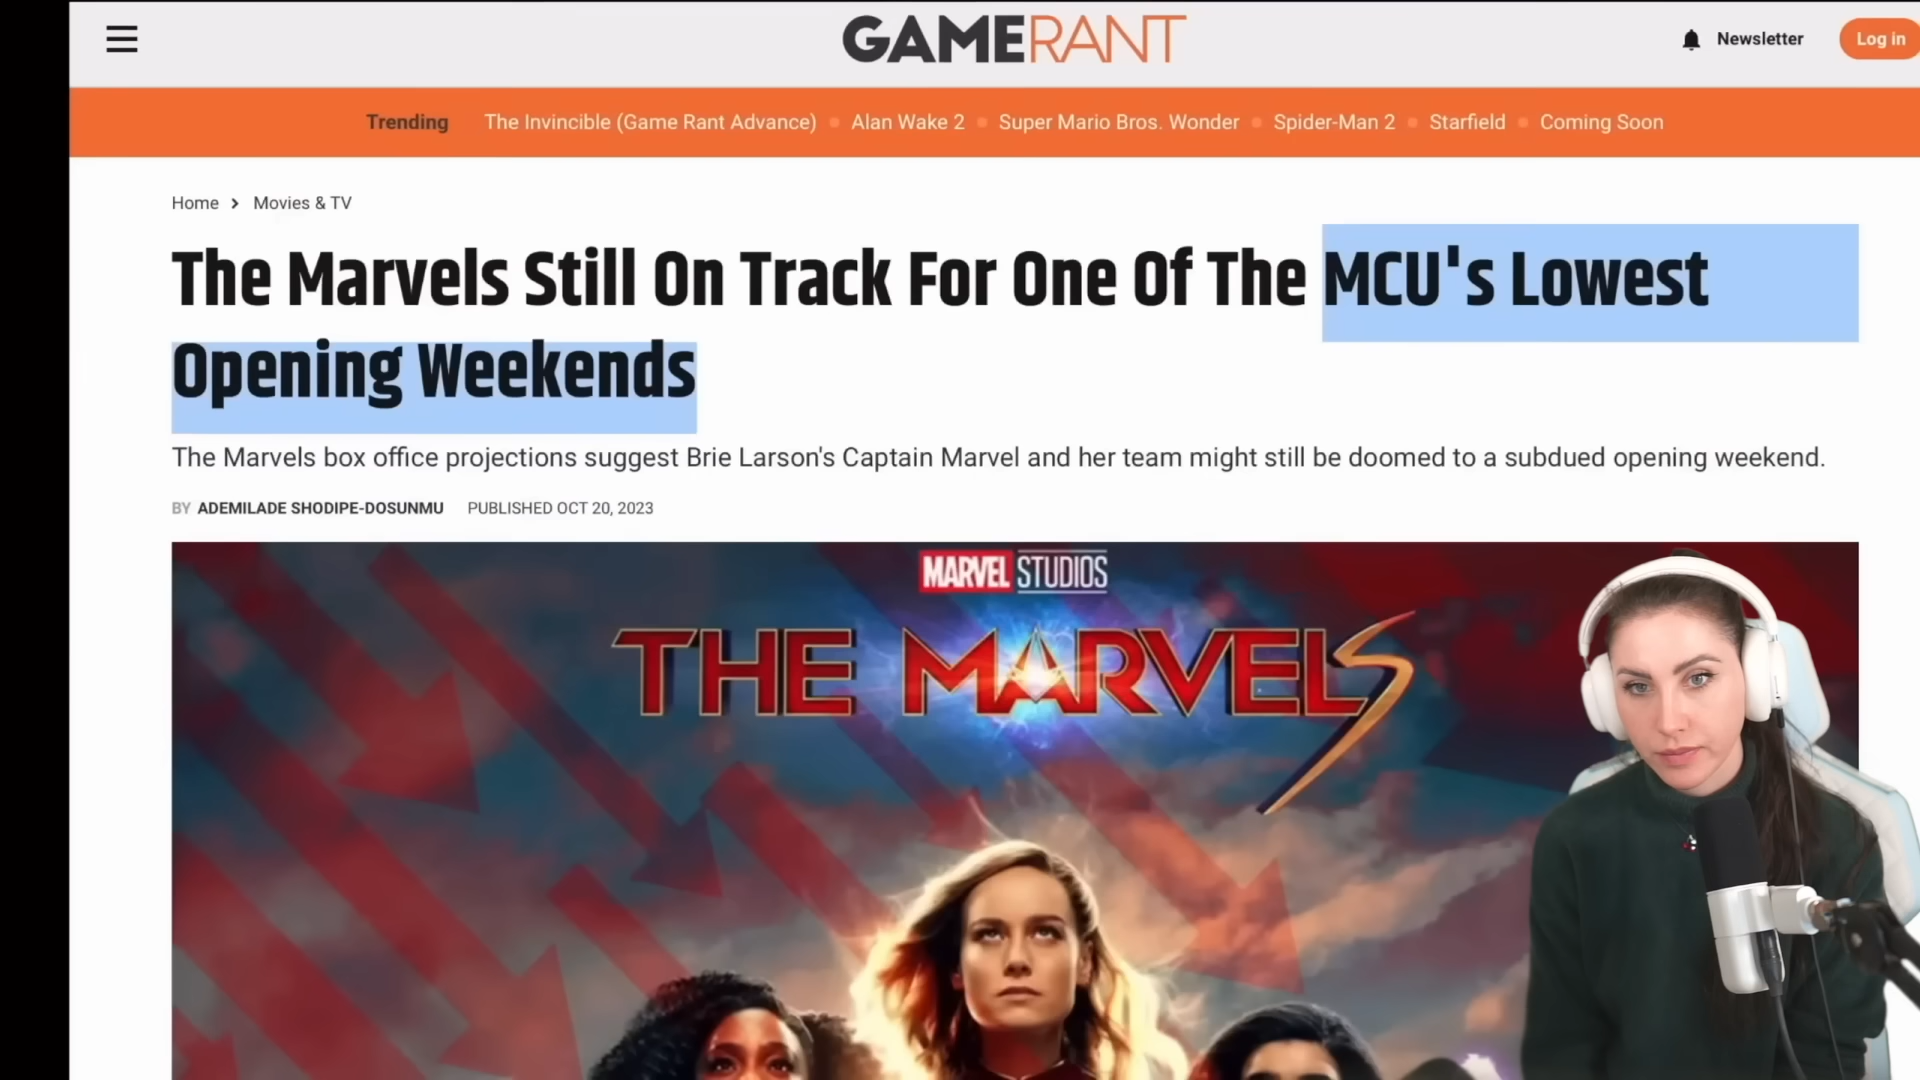 GAMERANT
Newsletter
Log in
Trending
The Invincible (Game Rant Advance)
Alan Wake 2
Super Mario Bros. Wonder
Spider-Man 2
Starfield
Coming Soon
Home
Movies & TV
The Marvels Still On Track For One Of The MCU's Lowest
Opening Weekends
The Marvels box office projections suggest Brie Larson's Captain Marvel and her team might still be doomed to a subdued opening weekend.
BY ADEMILADE SHODIPE-DOSUNMU PUBLISHED OCT 20, 2023
MARVEL STUDIOS
THE MARVELS